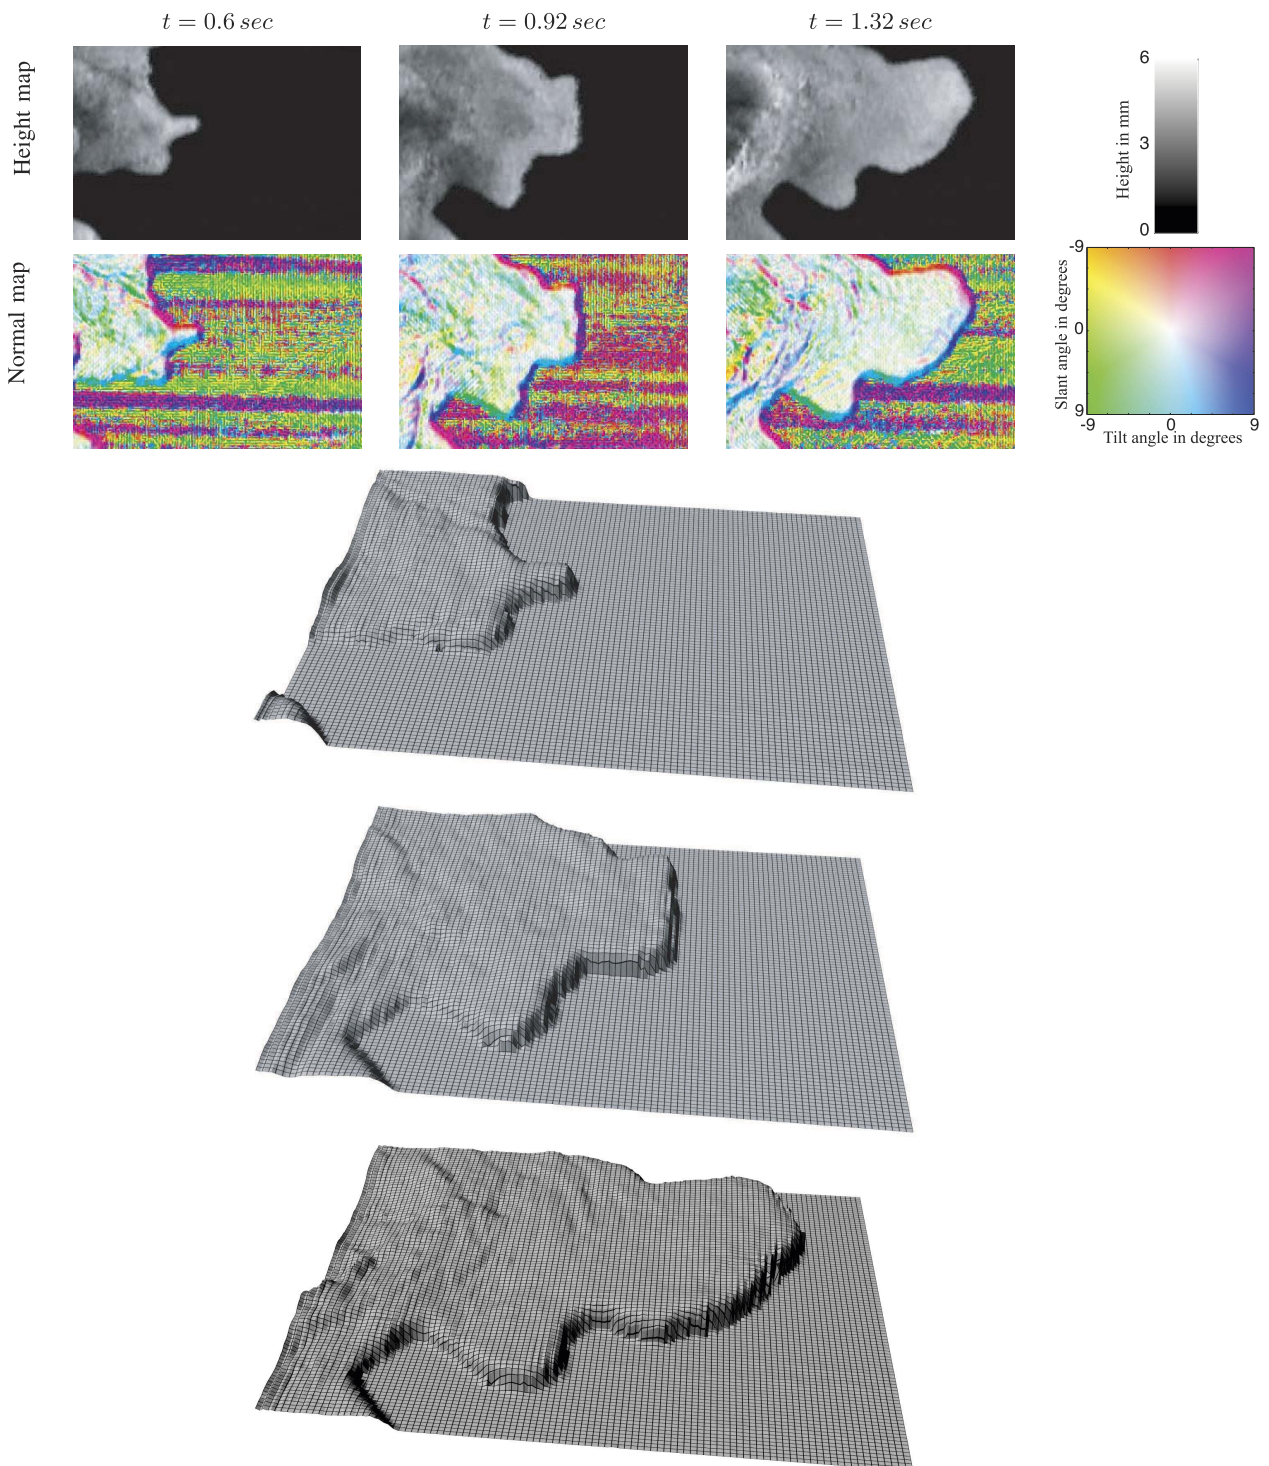 t = 0.6 sec
t = 0.92 sec
t = 1.32 sec
Height map
6
3
0
Height in mm
Normal map
-9
0
9
Slant angle in degrees
-9
0
9
Tilt angle in degrees